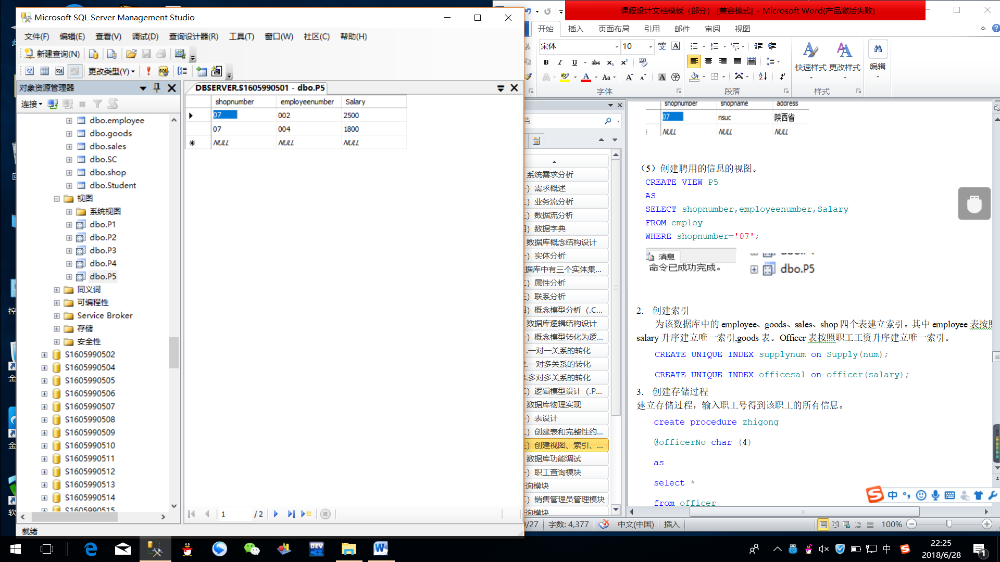 Microsoft SQL Server Management Studio
文件(F) 编辑(E) 查看(V) 调试(D) 查询设计器(R) 工具(T) 窗口(W) 社区(C) 帮助(H)
新建查询(N)
更改类型(Y)
对象资源管理器
连接
dbo.employee
dbo.goods
dbo.sales
dbo.SC
dbo.shop
dbo.Student
视图
系统视图
dbo.P1
dbo.P2
dbo.P3
dbo.P4
dbo.P5
同义词
可编程性
Service Broker
存储
安全性
S1605990502
S1605990504
S1605990505
S1605990506
S1605990507
S1605990508
S1605990509
S1605990510
S1605990511
S1605990512
S1605990513
S1605990514
S1605990515
就绪
DBSERVER.S1605990501 - dbo.P5
shopnumber employeenumber Salary
07 002 2500
07 004 1800
NULL NULL NULL
1 / 2
课程设计文档模板（部分） [兼容模式] - Microsoft Word(产品激活失败)
开始 插入 页面布局 引用 邮件 审阅 视图
宋体 10
快速样式 更改样式 编辑
字体 段落 样式
系统需求分析
) 需求概述
) 业务流分析
) 数据流分析
) 数据字典
数据库概念结构设计
) 实体分析
据库中有三个实体集...
) 属性分析
) 联系分析
) 概念模型分析（.C...
数据库逻辑结构设计
) 概念模型转化为逻...
.一对一关系的转化
2.一对多关系的转化
3.多对多关系的转化
) 逻辑模型设计（.P...
数据库物理实现
) 表设计
) 创建表和完整性约...
) 创建视图、索引、...
数据库功能调试
) 职工查询模块
询模块
) 销售管理员管理模块
询模块
shopnumber shopname address
07 nsuc 陕西省
NULL NULL NULL
（5）创建聘用的信息的视图。
CREATE VIEW P5
AS
SELECT shopnumber,employeenumber,Salary
FROM employ
WHERE shopnumber='07';
消息
命令已成功完成。
dbo.P5
2. 创建索引
为该数据库中的 employee、goods、sales、shop 四个表建立索引。其中 employee 表按照
salary 升序建立唯一索引,goods 表。Officer 表按照职工工资升序建立唯一索引。
CREATE UNIQUE INDEX supplynum on Supply(num);
CREATE UNIQUE INDEX officesal on officer(salary);
3. 创建存储过程
建立存储过程，输入职工号得到该职工的所有信息。
create procedure zhigong
@officerNo char (4)
as
select *
from officer
/27 字数: 4,377 中文(中国) 插入 100%
中
22:25
2018/6/28
中
1